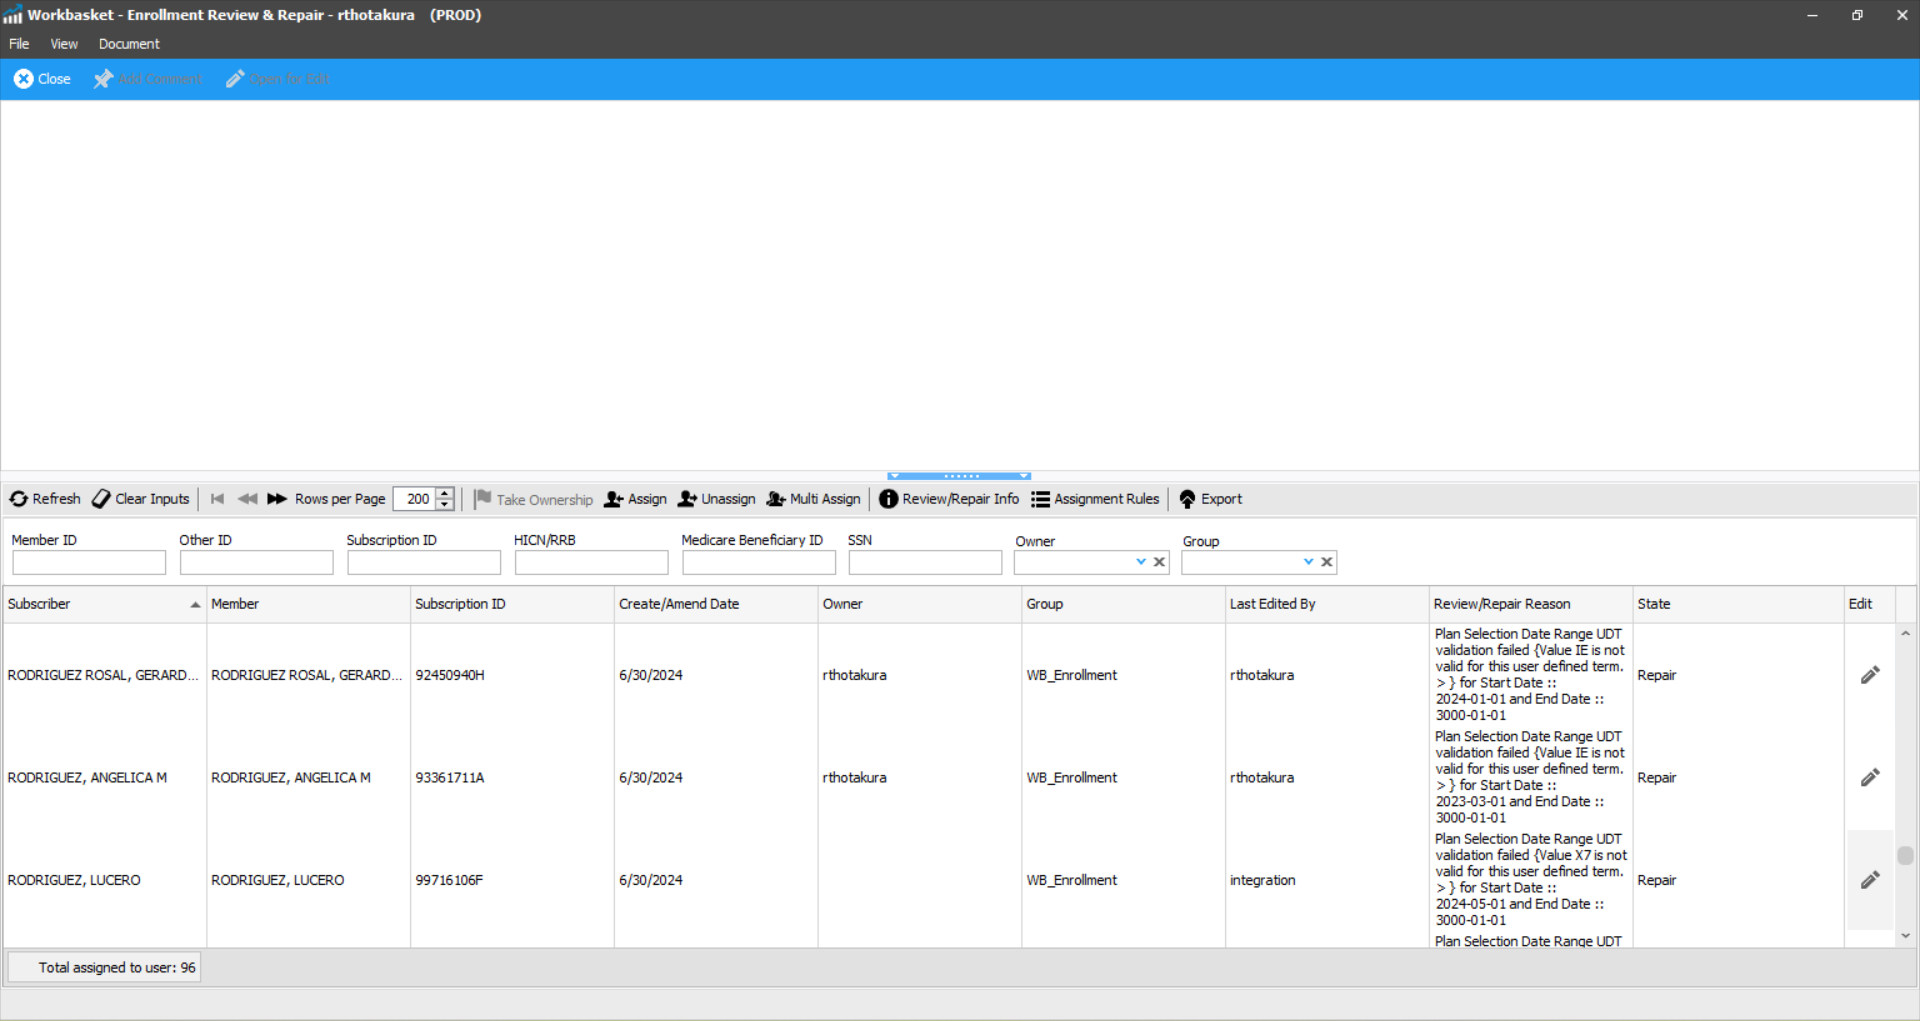 Workbasket - Enrollment Review & Repair - rthotakura (PROD)
File View Document
Close Add Comment Open for Edit
Refresh Clear Inputs Rows per Page 200 Take Ownership Assign Unassign Multi Assign Review/Repair Info Assignment Rules Export
Member ID Other ID Subscription ID HICN/RRB Medicare Beneficiary ID SSN Owner Group
Subscriber Member Subscription ID Create/Amend Date Owner Group Last Edited By Review/Repair Reason State Edit
RODRIGUEZ ROSAL, GERARD... RODRIGUEZ ROSAL, GERARD... 92450940H 6/30/2024 rthotakura WB_Enrollment rthotakura
Plan Selection Date Range UDT
validation failed {Value IE is not
valid for this user defined term.
> } for Start Date ::
2024-01-01 and End Date ::
3000-01-01
Repair
RODRIGUEZ, ANGELICA M RODRIGUEZ, ANGELICA M 93361711A 6/30/2024 rthotakura WB_Enrollment rthotakura
Plan Selection Date Range UDT
validation failed {Value IE is not
valid for this user defined term.
> } for Start Date ::
2023-03-01 and End Date ::
3000-01-01
Repair
RODRIGUEZ, LUCERO RODRIGUEZ, LUCERO 99716106F 6/30/2024 WB_Enrollment integration
Plan Selection Date Range UDT
validation failed {Value X7 is not
valid for this user defined term.
> } for Start Date ::
2024-05-01 and End Date ::
3000-01-01
Repair
Plan Selection Date Range UDT
Total assigned to user: 96